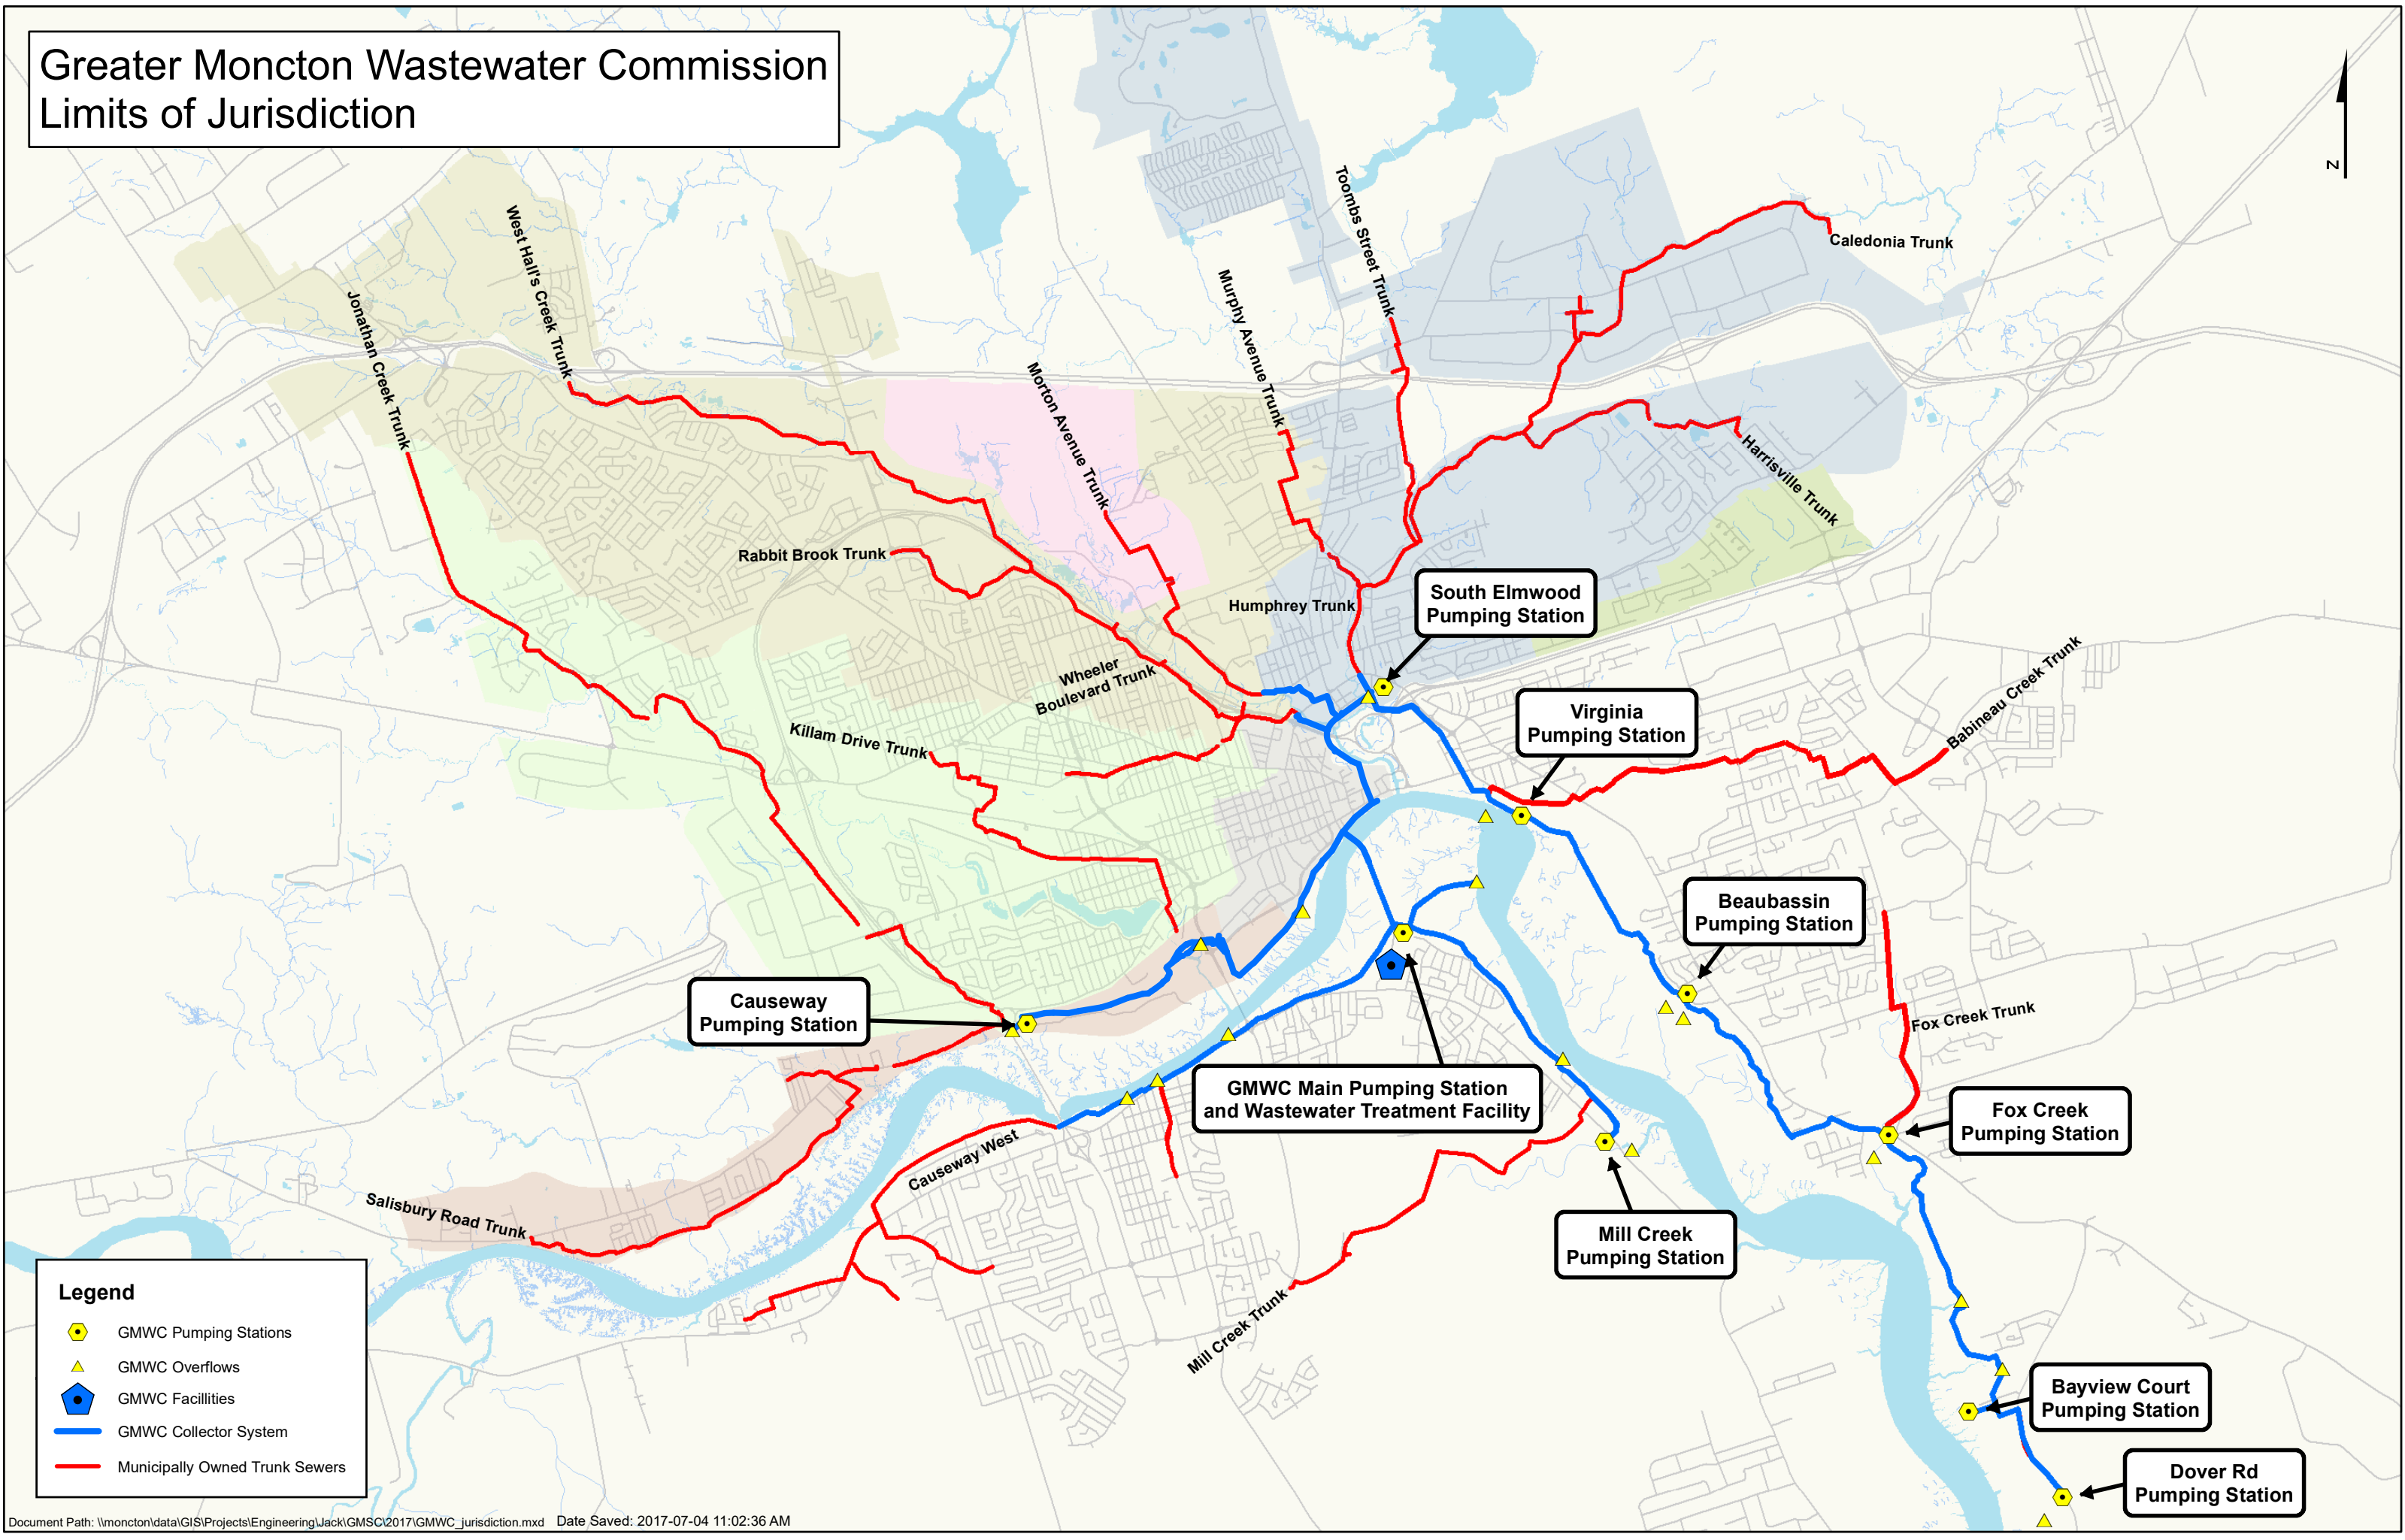 Greater Moncton Wastewater Commission
Limits of Jurisdiction
N
Toombs Street Trunk
Caledonia Trunk
West Hall's Creek Trunk
Murphy Avenue Trunk
Jonathan Creek Trunk
Morton Avenue Trunk
Harrisville Trunk
Rabbit Brook Trunk
South Elmwood
Pumping Station
Humphrey Trunk
Wheeler
Boulevard Trunk
Babineau Creek Trunk
Virginia
Pumping Station
Killam Drive Trunk
Beaubassin
Pumping Station
Causeway
Pumping Station
Fox Creek Trunk
GMWC Main Pumping Station
and Wastewater Treatment Facility
Fox Creek
Pumping Station
Causeway West
Salisbury Road Trunk
Mill Creek
Pumping Station
Mill Creek Trunk
Bayview Court
Pumping Station
Dover Rd
Pumping Station
Legend
GMWC Pumping Stations
GMWC Overflows
GMWC Facillities
GMWC Collector System
Municipally Owned Trunk Sewers
Document Path: \\moncton\data\GIS\Projects\Engineering\Jack\GMSC\2017\GMWC_jurisdiction.mxd Date Saved: 2017-07-04 11:02:36 AM